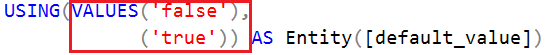 USING(VALUES('false'),
('true')) AS Entity([default_value])